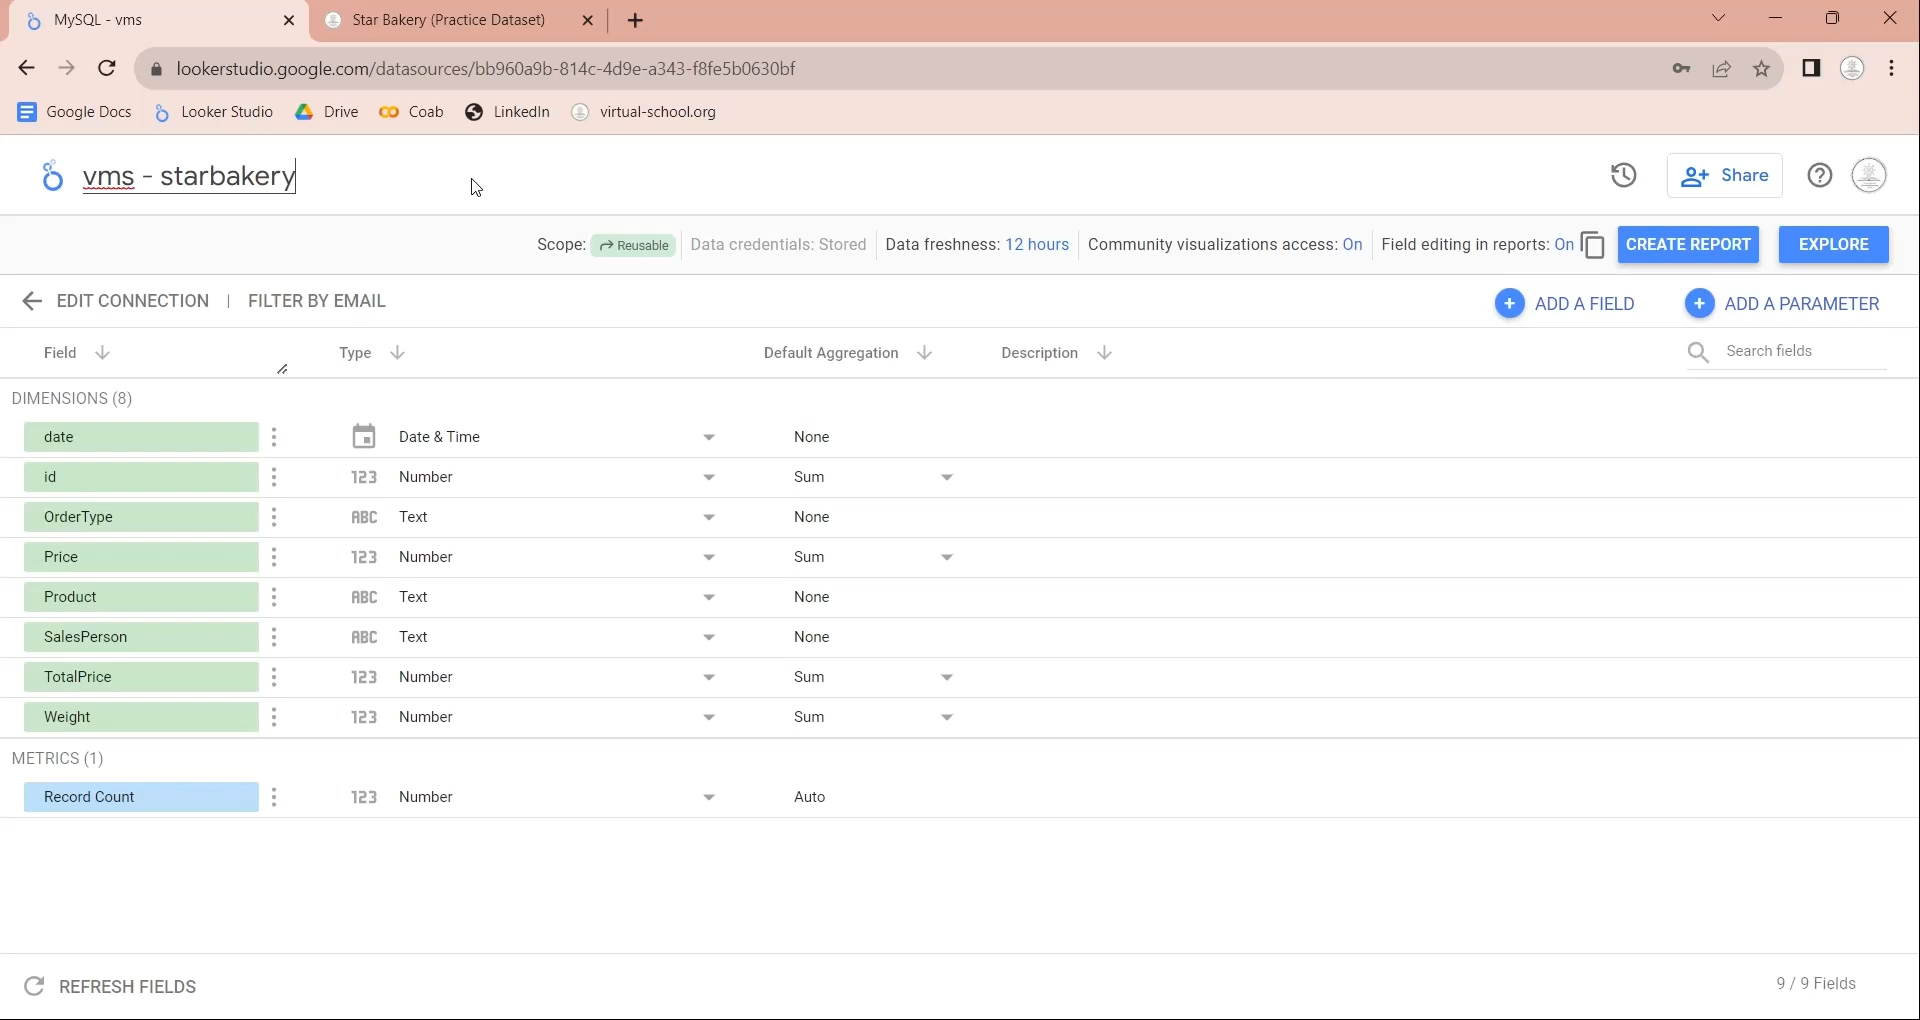 MySQL - vms
Star Bakery (Practice Dataset)
lookerstudio.google.com/datasources/bb960a9b-814c-4d9e-a343-f8fe5b0630bf
Google Docs
Looker Studio
Drive
Coab
LinkedIn
virtual-school.org
vms - starbakery
Share
Scope: Reusable
Data credentials: Stored
Data freshness: 12 hours
Community visualizations access: On
Field editing in reports: On
CREATE REPORT
EXPLORE
EDIT CONNECTION | FILTER BY EMAIL
ADD A FIELD
ADD A PARAMETER
Field
Type
Default Aggregation
Description
Search fields
DIMENSIONS (8)
date Date & Time None
id 123 Number Sum
OrderType ABC Text None
Price 123 Number Sum
Product ABC Text None
SalesPerson ABC Text None
TotalPrice 123 Number Sum
Weight 123 Number Sum
METRICS (1)
Record Count 123 Number Auto
REFRESH FIELDS
9 / 9 Fields